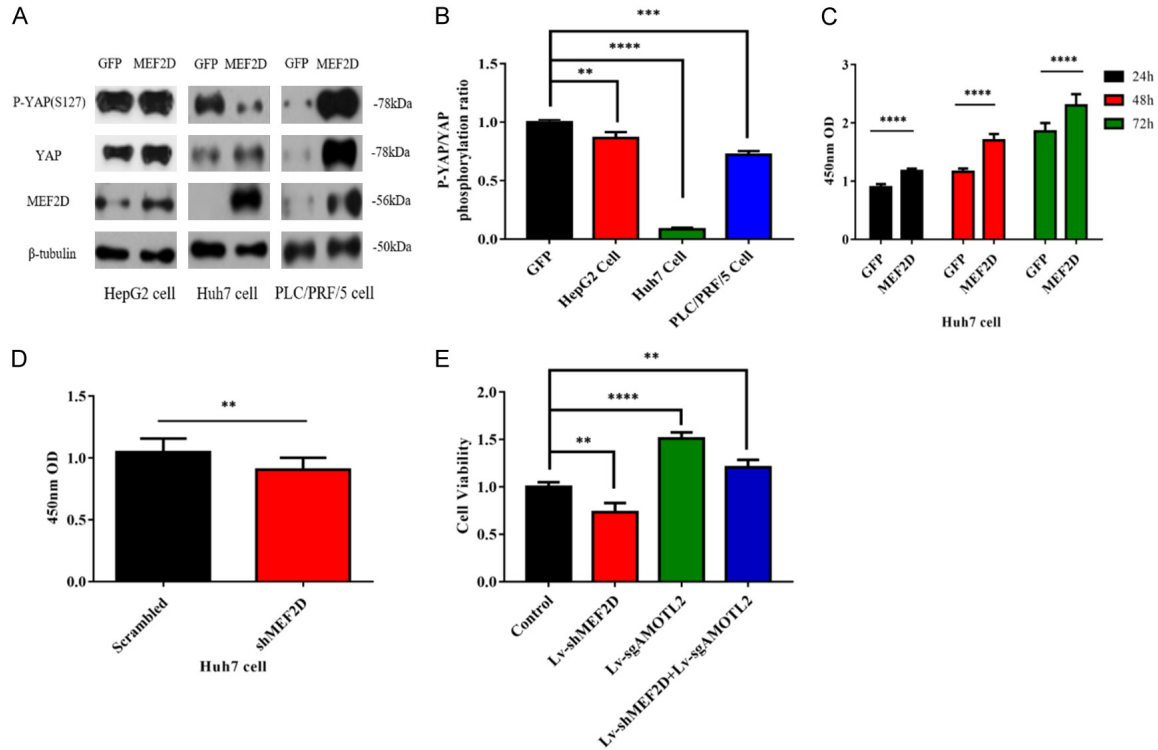 A
GFP MEF2D GFP MEF2D GFP MEF2D
P-YAP(S127) -78kDa
YAP -78kDa
MEF2D -56kDa
β-tubulin -50kDa
HepG2 cell Huh7 cell PLC/PRF/5 cell
B
***
****
**
P-YAP/YAP
phosphorylation ratio
1.5
1.0
0.5
0.0
GFP
HepG2 Cell
Huh7 Cell
PLC/PRF/5 Cell
C
450nm OD
3
2
1
0
****
****
****
24h
48h
72h
GFP
MEF2D
GFP
MEF2D
GFP
MEF2D
Huh7 cell
D
450nm OD
1.5
1.0
0.5
0.0
**
Scrambled
shMEF2D
Huh7 cell
E
**
****
**
Cell Viability
2.0
1.5
1.0
0.5
0.0
Control
Lv-shMEF2D
Lv-sgAMOTL2
Lv-shMEF2D+Lv-sgAMOTL2